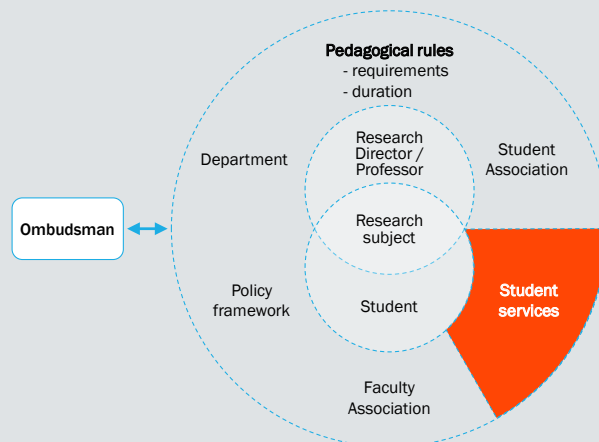 Pedagogical rules
- requirements
- duration
Department
Research
Director /
Professor
Student
Association
Ombudsman
Research
subject
Policy
framework
Student
Student
services
Faculty
Association